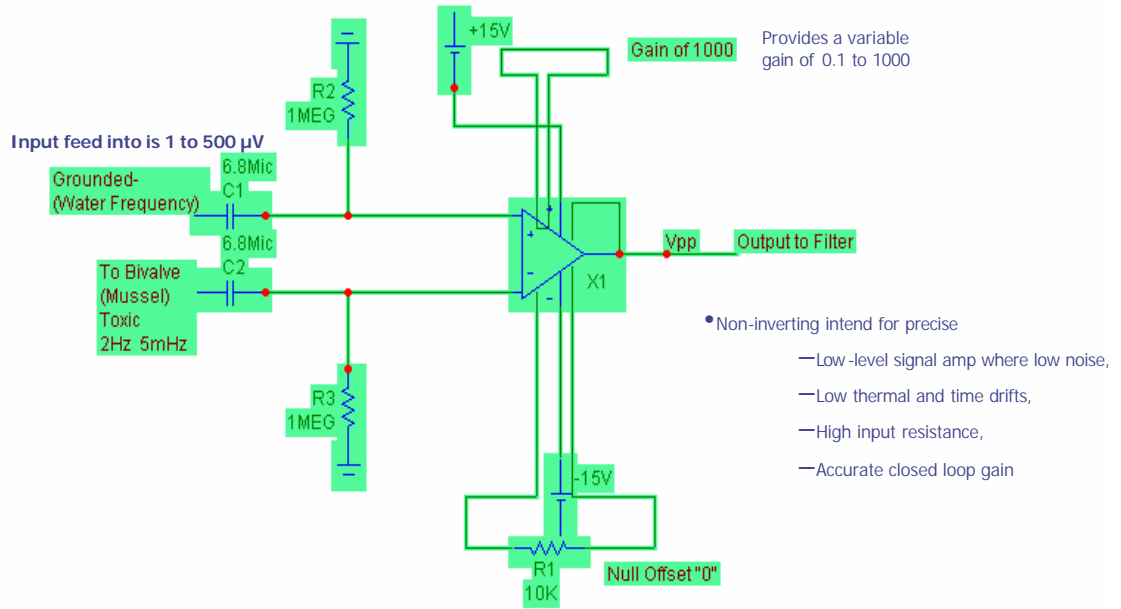 +15V
Gain of 1000
Provides a variable
gain of 0.1 to 1000
R2
1MEG
Input feed into is 1 to 500 µV
6.8Mic
C1
Grounded-
(Water Frequency)
6.8Mic
C2
To Bivalve
(Mussel)
Toxic
2Hz 5mHz
+
+
-
-
X1
Vpp
Output to Filter
R3
1MEG
•Non-inverting intend for precise
—Low-level signal amp where low noise,
—Low thermal and time drifts,
—High input resistance,
—Accurate closed loop gain
-15V
R1
10K
Null Offset "0"